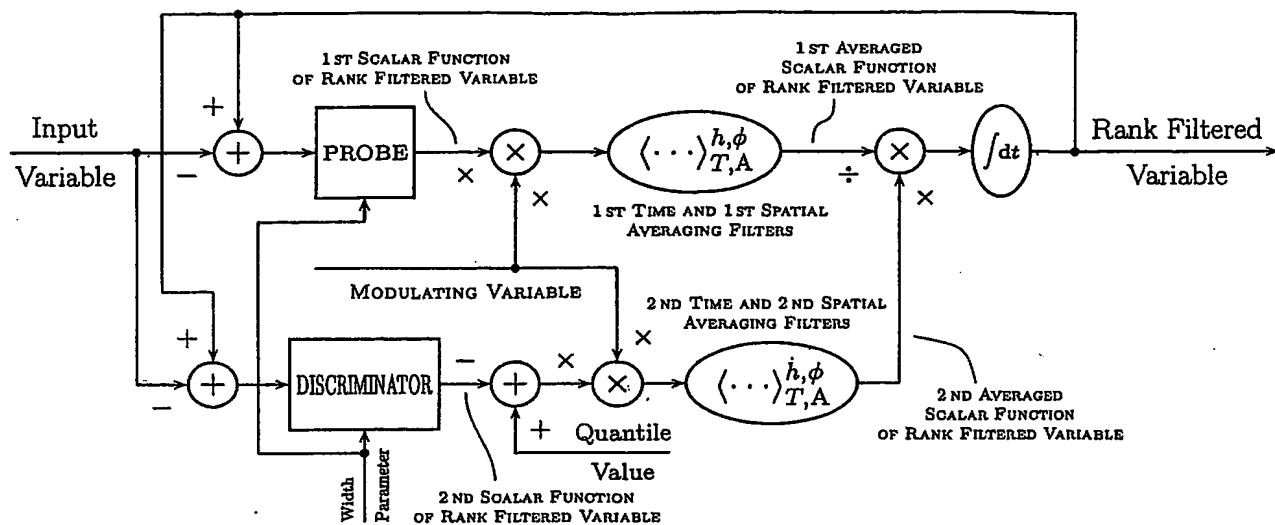 1ST SCALAR FUNCTION
OF RANK FILTERED VARIABLE
1ST AVERAGED
SCALAR FUNCTION
OF RANK FILTERED VARIABLE
Input
Variable
+
−
+
PROBE
×
×
×
⟨···⟩ h,ϕ T,A
÷
×
×
∫dt
Rank Filtered
Variable
1ST TIME AND 1ST SPATIAL
AVERAGING FILTERS
MODULATING VARIABLE
2ND TIME AND 2ND SPATIAL
AVERAGING FILTERS
+
−
+
DISCRIMINATOR
−
+
×
×
×
⟨···⟩ ḣ,ϕ T,A
+
Quantile
Value
2ND AVERAGED
SCALAR FUNCTION
OF RANK FILTERED VARIABLE
Width
Parameter
2ND SCALAR FUNCTION
OF RANK FILTERED VARIABLE